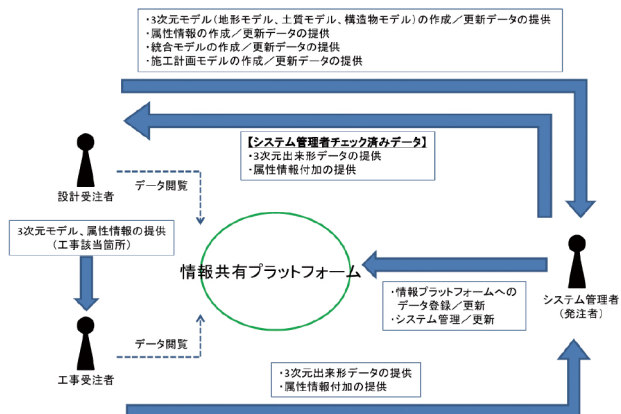 ・3次元モデル(地形モデル、土質モデル、構造物モデル)の作成／更新データの提供
・属性情報の作成／更新データの提供
・統合モデルの作成／更新データの提供
・施工計画モデルの作成／更新データの提供
【システム管理者チェック済みデータ】
・3次元出来形データの提供
・属性情報付加の提供
設計受注者
データ閲覧
3次元モデル、属性情報の提供
(工事該当箇所)
情報共有プラットフォーム
・情報プラットフォームへの
データ登録／更新
・システム管理／更新
システム管理者
(発注者)
工事受注者
データ閲覧
・3次元出来形データの提供
・属性情報付加の提供